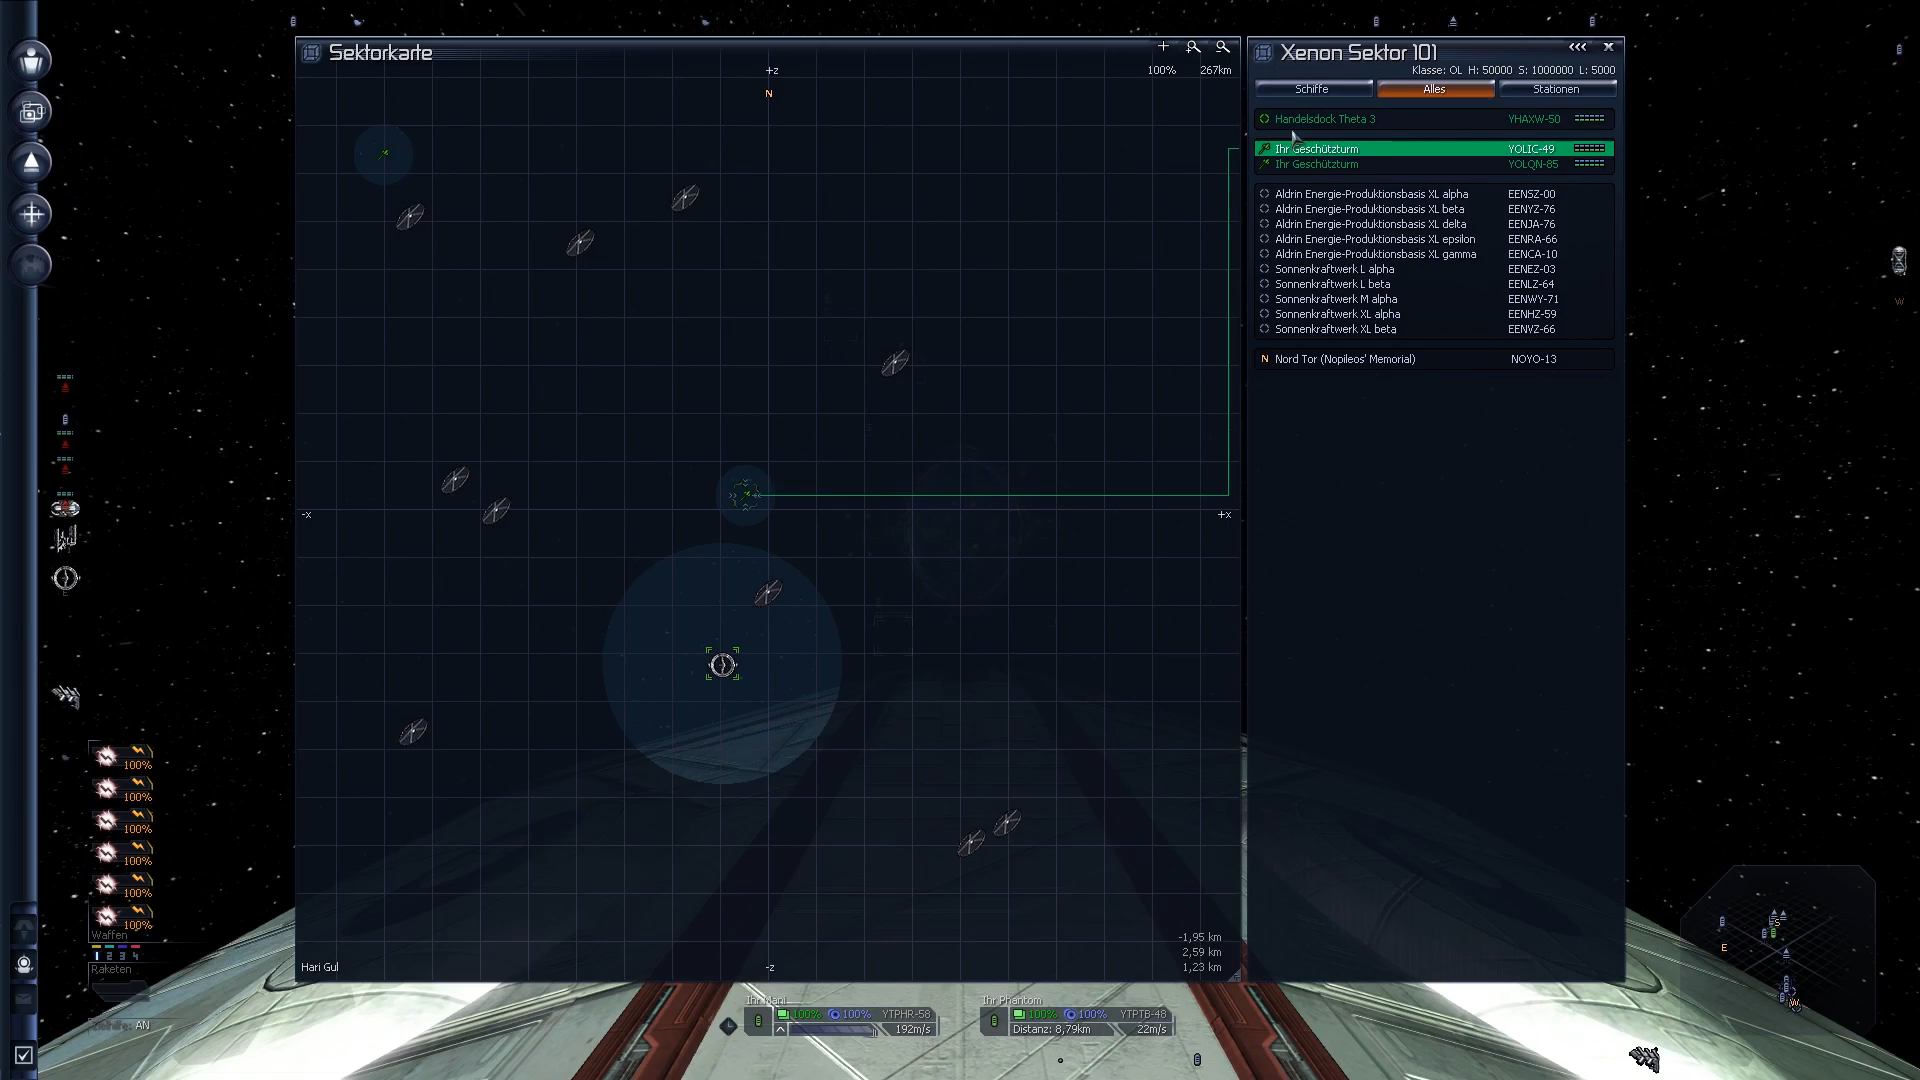 Sektorkarte
100% 267km
+z
N
-x
+x
-z
Hari Gul
-1,95 km
2,59 km
1,23 km
Xenon Sektor 101
Klasse: OL H: 50000 S: 1000000 L: 5000
Schiffe Alles Stationen
Handelsdock Theta 3 YHAXW-50
Ihr Geschützturm YOLIC-49
Ihr Geschützturm YOLQN-85
Aldrin Energie-Produktionsbasis XL alpha EENSZ-00
Aldrin Energie-Produktionsbasis XL beta EENYZ-76
Aldrin Energie-Produktionsbasis XL delta EENJA-76
Aldrin Energie-Produktionsbasis XL epsilon EENRA-66
Aldrin Energie-Produktionsbasis XL gamma EENCA-10
Sonnenkraftwerk L alpha EENEZ-03
Sonnenkraftwerk L beta EENLZ-64
Sonnenkraftwerk M alpha EENWY-71
Sonnenkraftwerk XL alpha EENHZ-59
Sonnenkraftwerk XL beta EENVZ-66
N Nord Tor (Nopileos' Memorial) NOYO-13
W
E
100%
100%
100%
100%
100%
100%
Waffen
1 2 3 4
Raketen
AN
Ihr
100% 100% YTPHR-58
192m/s
Ihr Phantom
100% 100% YTPTB-48
Distanz: 8,79km 22m/s
S
E
W